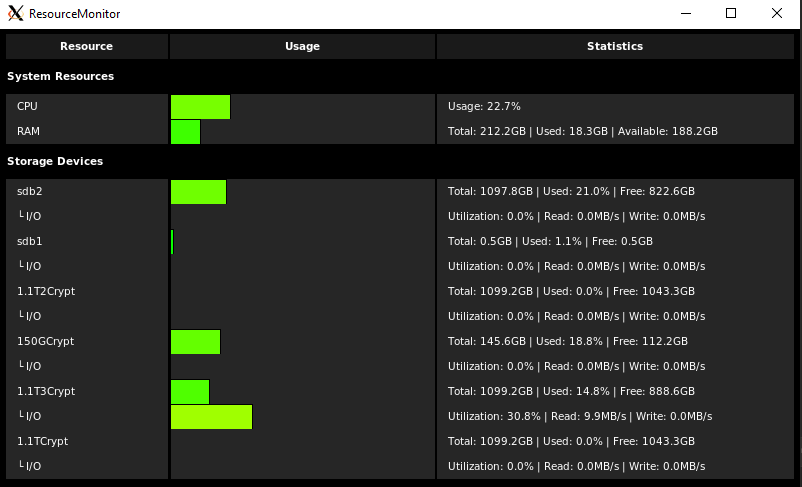 ResourceMonitor
Resource Usage Statistics
System Resources
CPU Usage: 22.7%
RAM Total: 212.2GB | Used: 18.3GB | Available: 188.2GB
Storage Devices
sdb2 Total: 1097.8GB | Used: 21.0% | Free: 822.6GB
└ I/O Utilization: 0.0% | Read: 0.0MB/s | Write: 0.0MB/s
sdb1 Total: 0.5GB | Used: 1.1% | Free: 0.5GB
└ I/O Utilization: 0.0% | Read: 0.0MB/s | Write: 0.0MB/s
1.1T2Crypt Total: 1099.2GB | Used: 0.0% | Free: 1043.3GB
└ I/O Utilization: 0.0% | Read: 0.0MB/s | Write: 0.0MB/s
150GCrypt Total: 145.6GB | Used: 18.8% | Free: 112.2GB
└ I/O Utilization: 0.0% | Read: 0.0MB/s | Write: 0.0MB/s
1.1T3Crypt Total: 1099.2GB | Used: 14.8% | Free: 888.6GB
└ I/O Utilization: 30.8% | Read: 9.9MB/s | Write: 0.0MB/s
1.1TCrypt Total: 1099.2GB | Used: 0.0% | Free: 1043.3GB
└ I/O Utilization: 0.0% | Read: 0.0MB/s | Write: 0.0MB/s